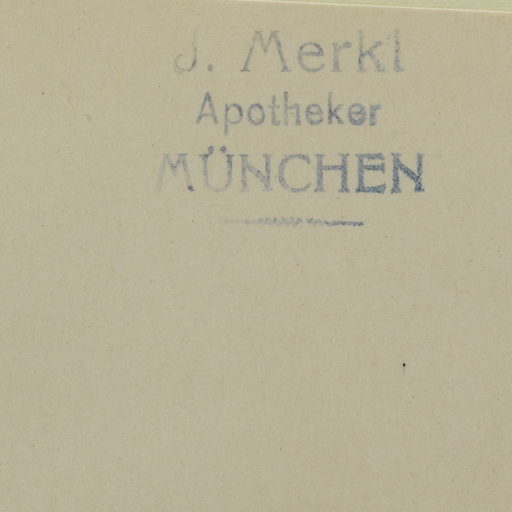 J. Merkl
Apotheker
MÜNCHEN